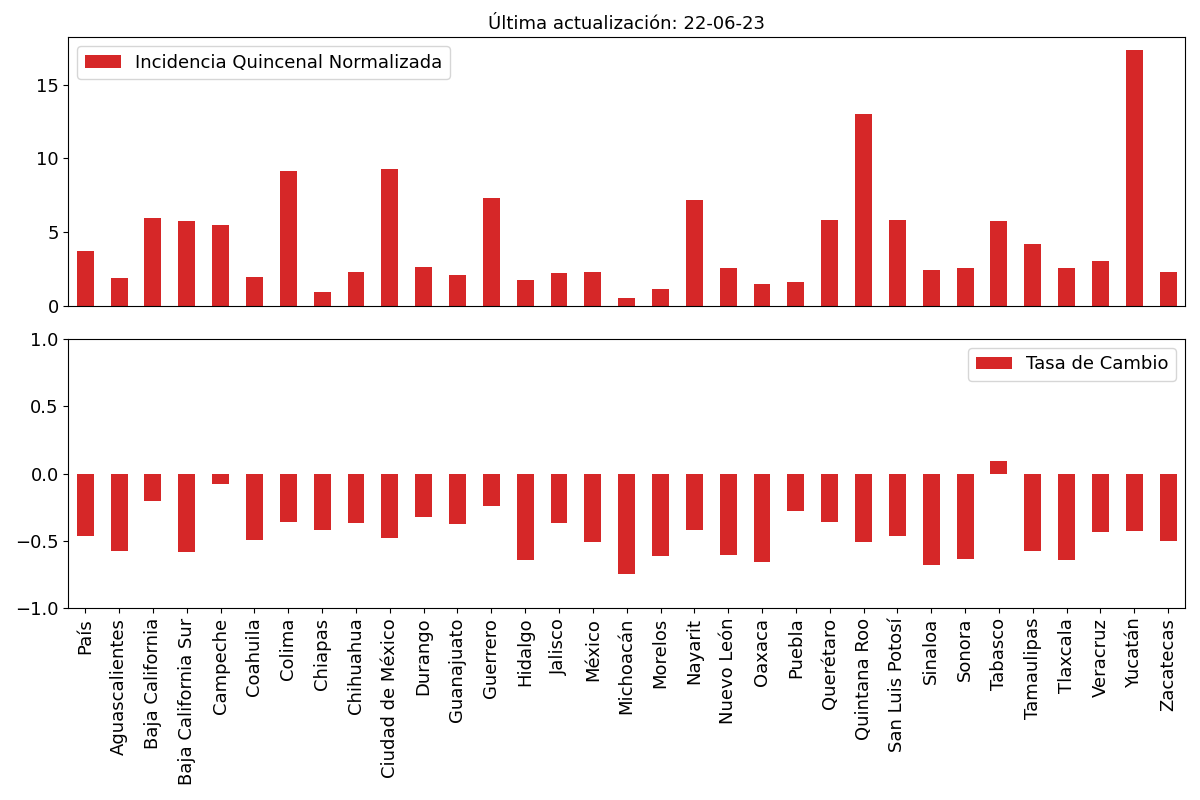 Última actualización: 22-06-23
Incidencia Quincenal Normalizada
15
10
5
0
Tasa de Cambio
1.0
0.5
0.0
−0.5
−1.0
País
Aguascalientes
Baja California
Baja California Sur
Campeche
Coahuila
Colima
Chiapas
Chihuahua
Ciudad de México
Durango
Guanajuato
Guerrero
Hidalgo
Jalisco
México
Michoacán
Morelos
Nayarit
Nuevo León
Oaxaca
Puebla
Querétaro
Quintana Roo
San Luis Potosí
Sinaloa
Sonora
Tabasco
Tamaulipas
Tlaxcala
Veracruz
Yucatán
Zacatecas